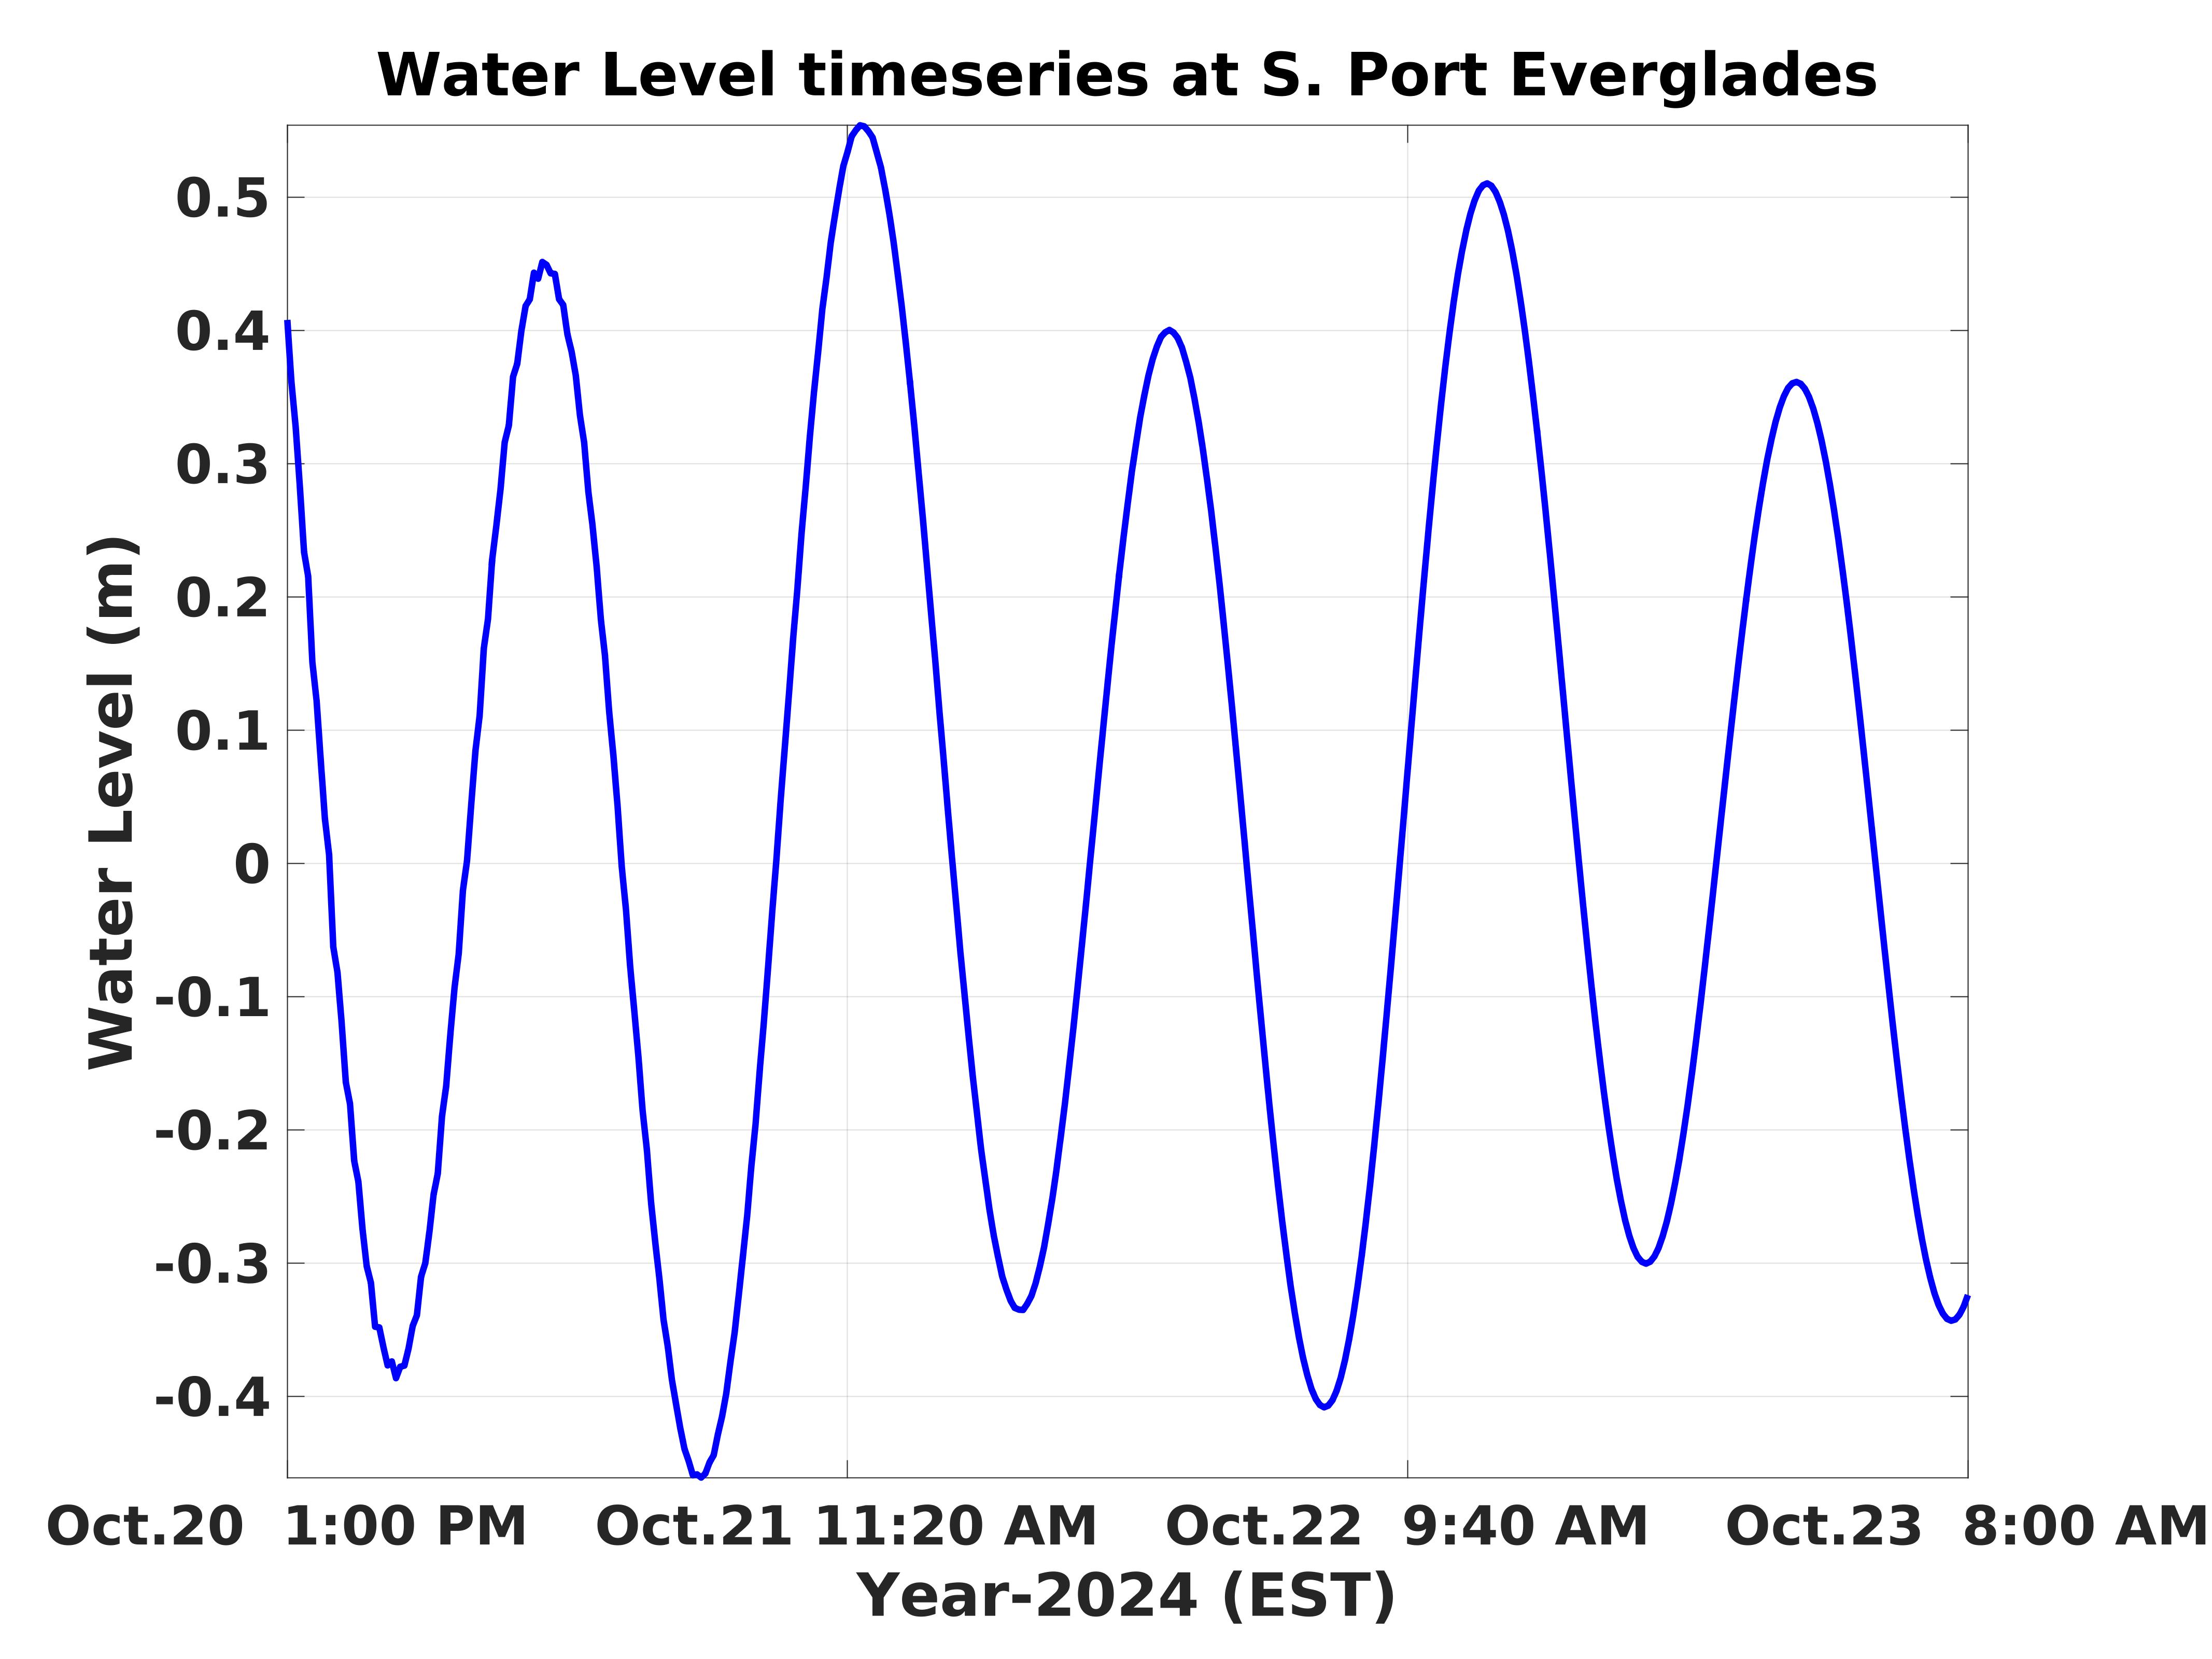 Water Level timeseries at S. Port Everglades
Water Level (m)
0.5
0.4
0.3
0.2
0.1
0
-0.1
-0.2
-0.3
-0.4
Oct.20 1:00 PM Oct.21 11:20 AM Oct.22 9:40 AM Oct.23 8:00 AM
Year-2024 (EST)